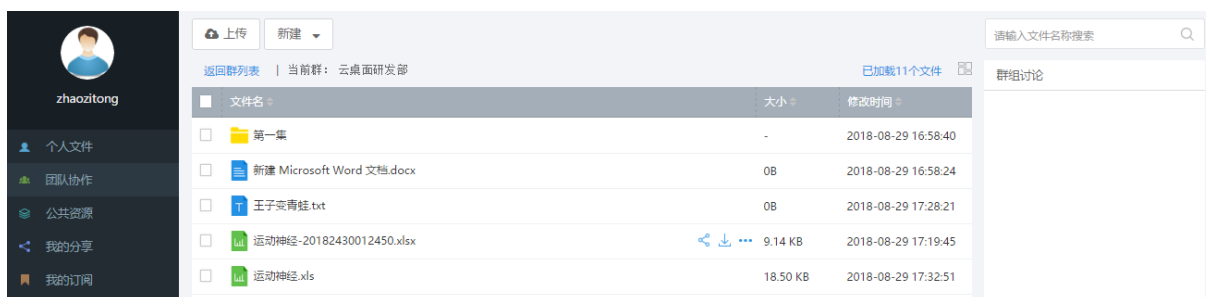 zhaozitong
个人文件
团队协作
公共资源
我的分享
我的订阅
上传 新建
返回群列表 | 当前群: 云桌面研发部 已加载11个文件
文件名 大小 修改时间
第一集 - 2018-08-29 16:58:40
新建 Microsoft Word 文档.docx 0B 2018-08-29 16:58:24
王子变青蛙.txt 0B 2018-08-29 17:28:21
运动神经-20182430012450.xlsx 9.14 KB 2018-08-29 17:19:45
运动神经.xls 18.50 KB 2018-08-29 17:32:51
请输入文件名称搜索
群组讨论